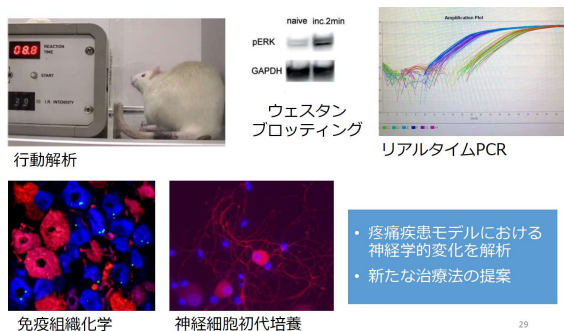 08.8
REACTION
TIME
START
I.R. INTENSITY
行動解析
naive inc.2min
pERK
GAPDH
ウェスタン
ブロッティング
Amplification Plot
リアルタイムPCR
免疫組織化学
神経細胞初代培養
• 疼痛疾患モデルにおける
神経学的変化を解析
• 新たな治療法の提案
29